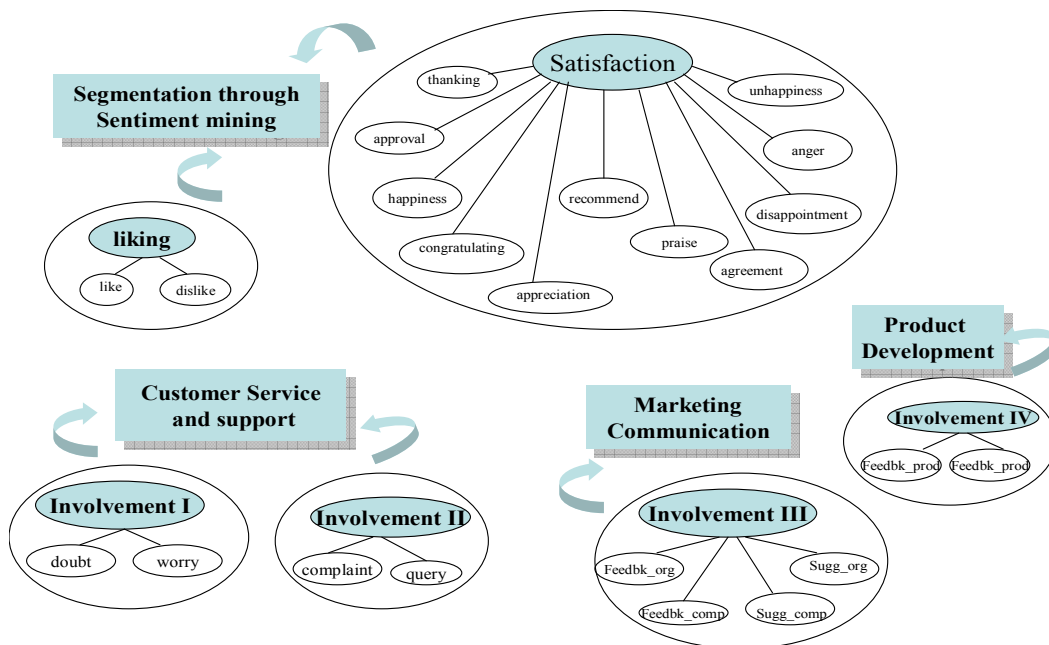 Satisfaction
thanking
unhappiness
Segmentation through
Sentiment mining
approval
anger
happiness
recommend
disappointment
congratulating
praise
agreement
appreciation
liking
like
dislike
Product
Development
Customer Service
and support
Marketing
Communication
Involvement IV
Feedbk_prod
Feedbk_prod
Involvement I
doubt
worry
Involvement II
complaint
query
Involvement III
Feedbk_org
Sugg_org
Feedbk_comp
Sugg_comp